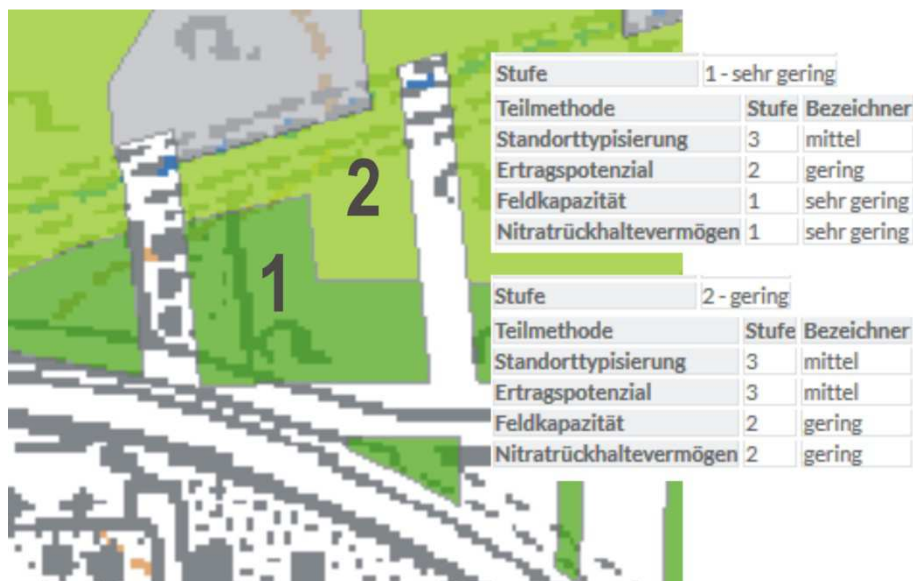 2
1
Stufe 1 - sehr gering
Teilmethode Stufe Bezeichner
Standorttypisierung 3 mittel
Ertragspotenzial 2 gering
Feldkapazität 1 sehr gering
Nitratrückhaltevermögen 1 sehr gering
Stufe 2 - gering
Teilmethode Stufe Bezeichner
Standorttypisierung 3 mittel
Ertragspotenzial 3 mittel
Feldkapazität 2 gering
Nitratrückhaltevermögen 2 gering